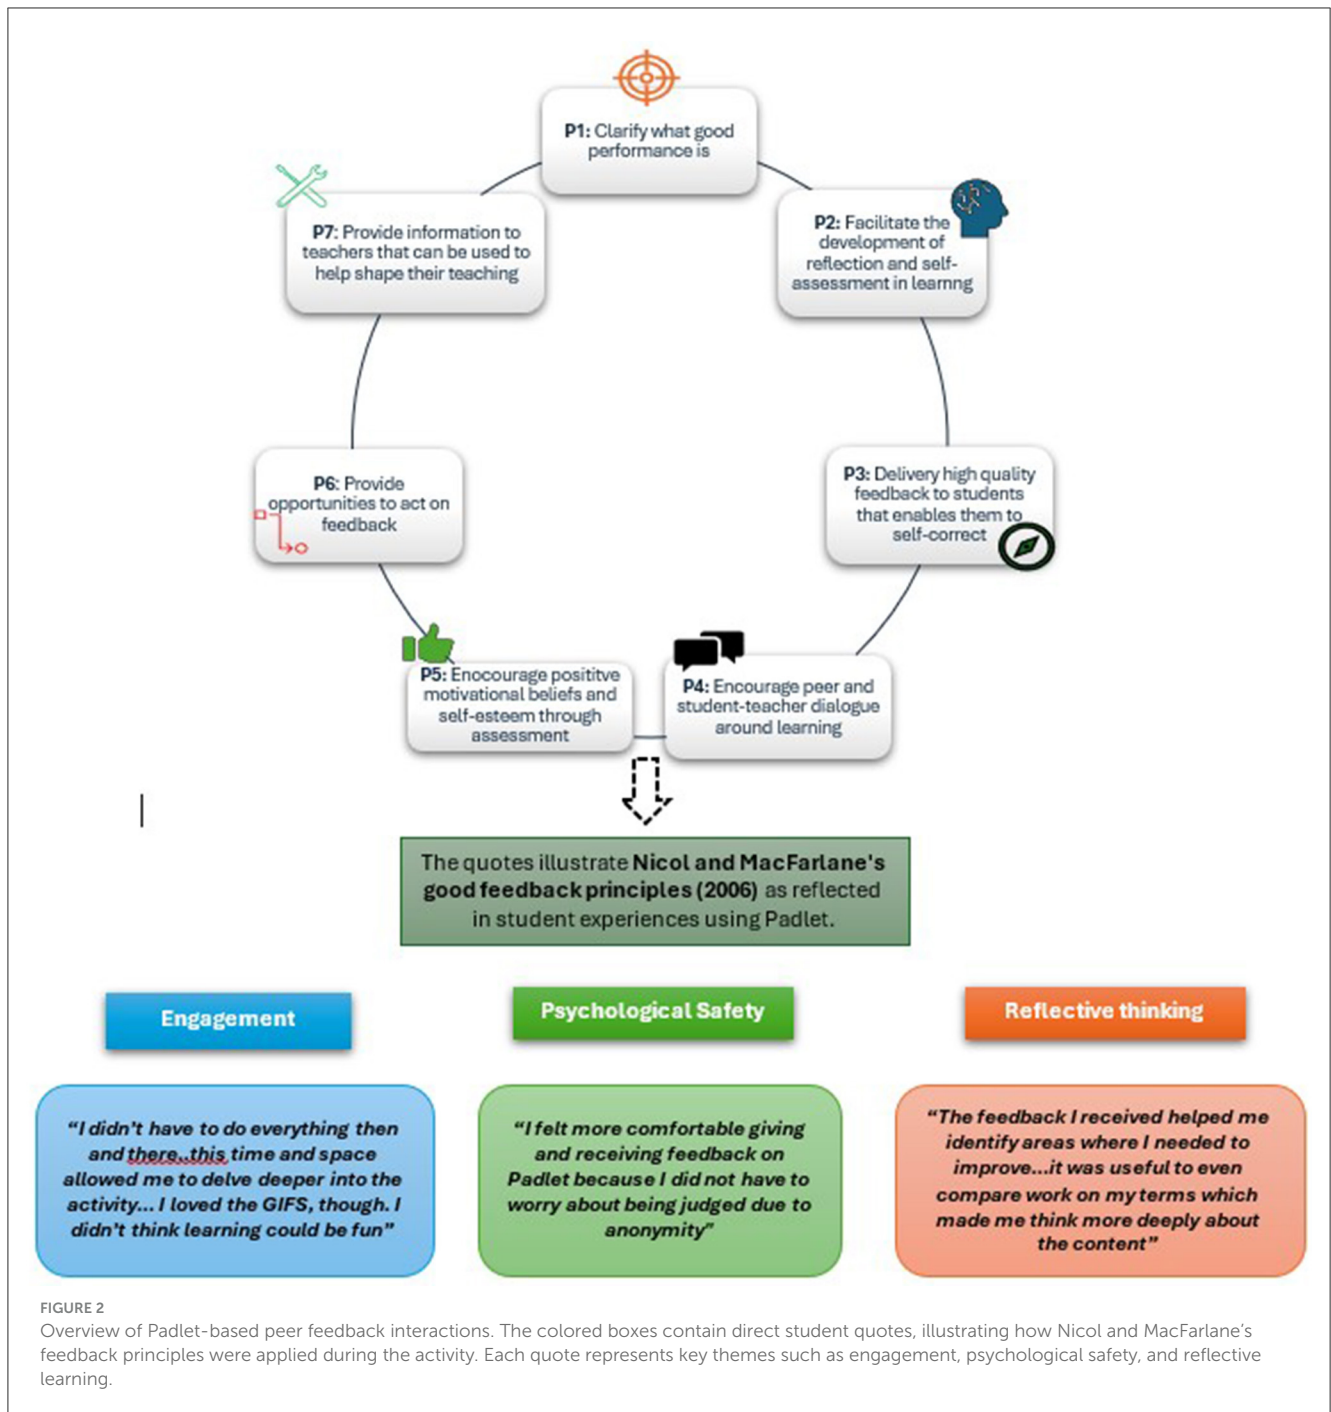 P1: Clarify what good
performance is
P2: Facilitate the
development of
reflection and self-
assessment in learnng
P3: Delivery high quality
feedback to students
that enables them to
self-correct
P4: Encourage peer and
student-teacher dialogue
around learning
P5: Enocourage posititve
motivational beliefs and
self-esteem through
assessment
P6: Provide
opportunities to act on
feedback
P7: Provide information to
teachers that can be used to
help shape their teaching
The quotes illustrate Nicol and MacFarlane's
good feedback principles (2006) as reflected
in student experiences using Padlet.
Engagement
"I didn't have to do everything then
and there..this time and space
allowed me to delve deeper into the
activity... I loved the GIFS, though. I
didn't think learning could be fun”
Psychological Safety
“I felt more comfortable giving
and receiving feedback on
Padlet because I did not have to
worry about being judged due to
anonymity”
Reflective thinking
“The feedback I received helped me
identify areas where I needed to
improve...it was useful to even
compare work on my terms which
made me think more deeply about
the content”
FIGURE 2
Overview of Padlet-based peer feedback interactions. The colored boxes contain direct student quotes, illustrating how Nicol and MacFarlane’s
feedback principles were applied during the activity. Each quote represents key themes such as engagement, psychological safety, and reflective
learning.